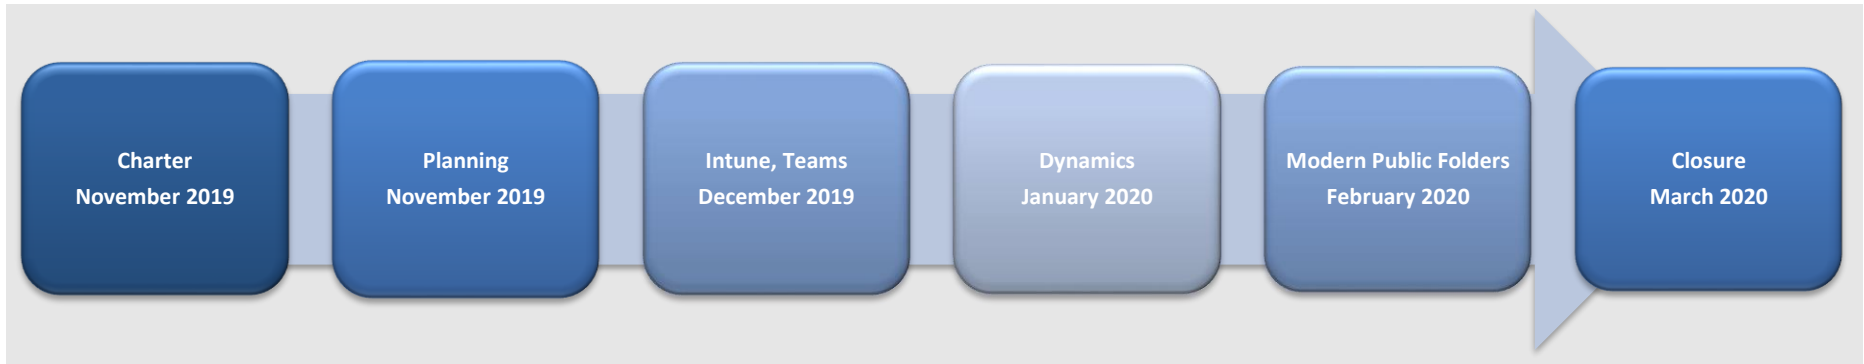 Charter
November 2019
Planning
November 2019
Intune, Teams
December 2019
Dynamics
January 2020
Modern Public Folders
February 2020
Closure
March 2020